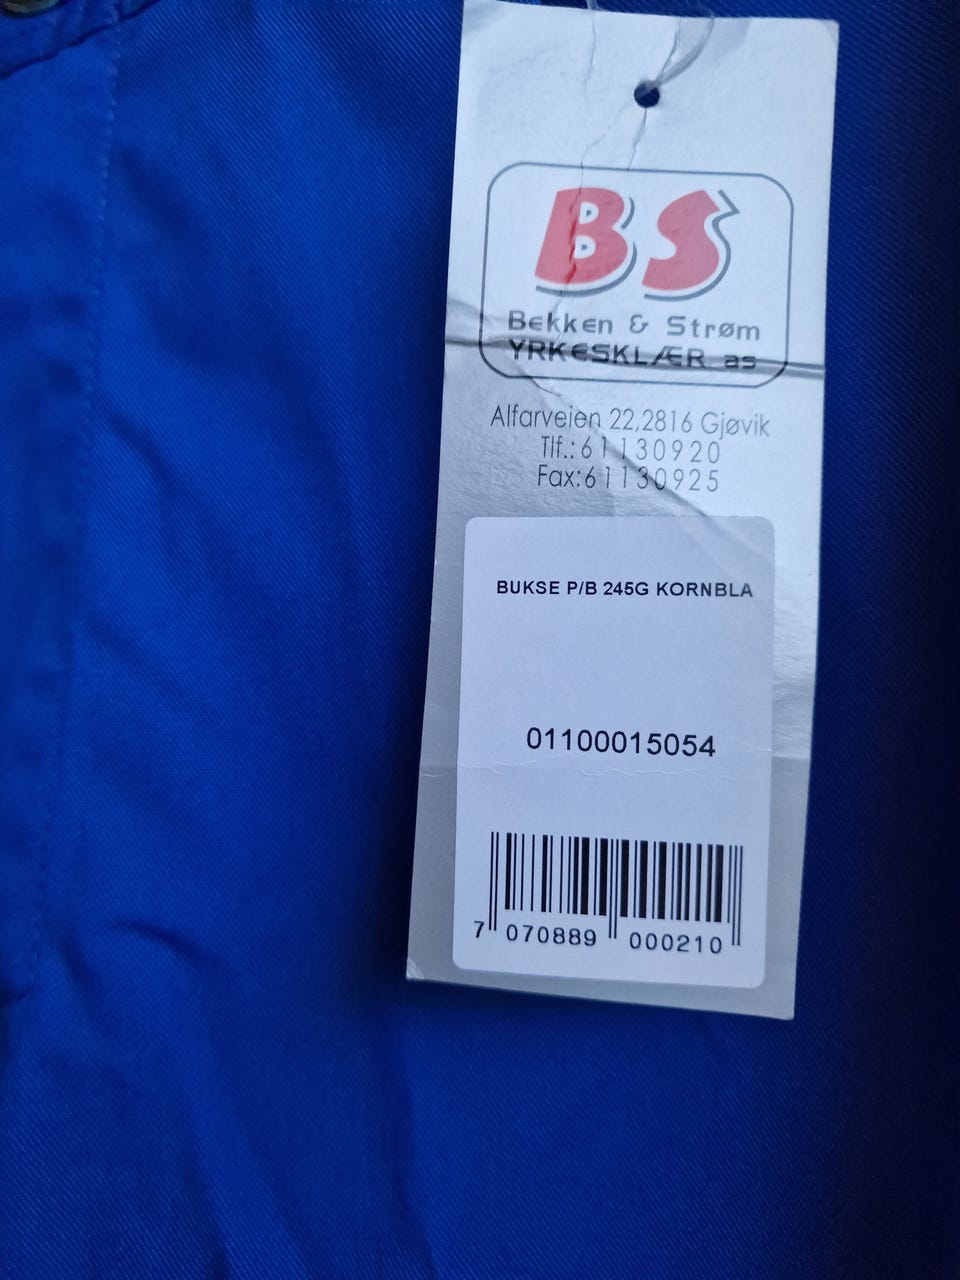 BS
Bekken & Strøm
YRKESKLÆR as
Alfarveien 22,2816 Gjøvik
Tlf.: 61130920
Fax:61130925
BUKSE P/B 245G KORNBLA
01100015054
7 070889 000210